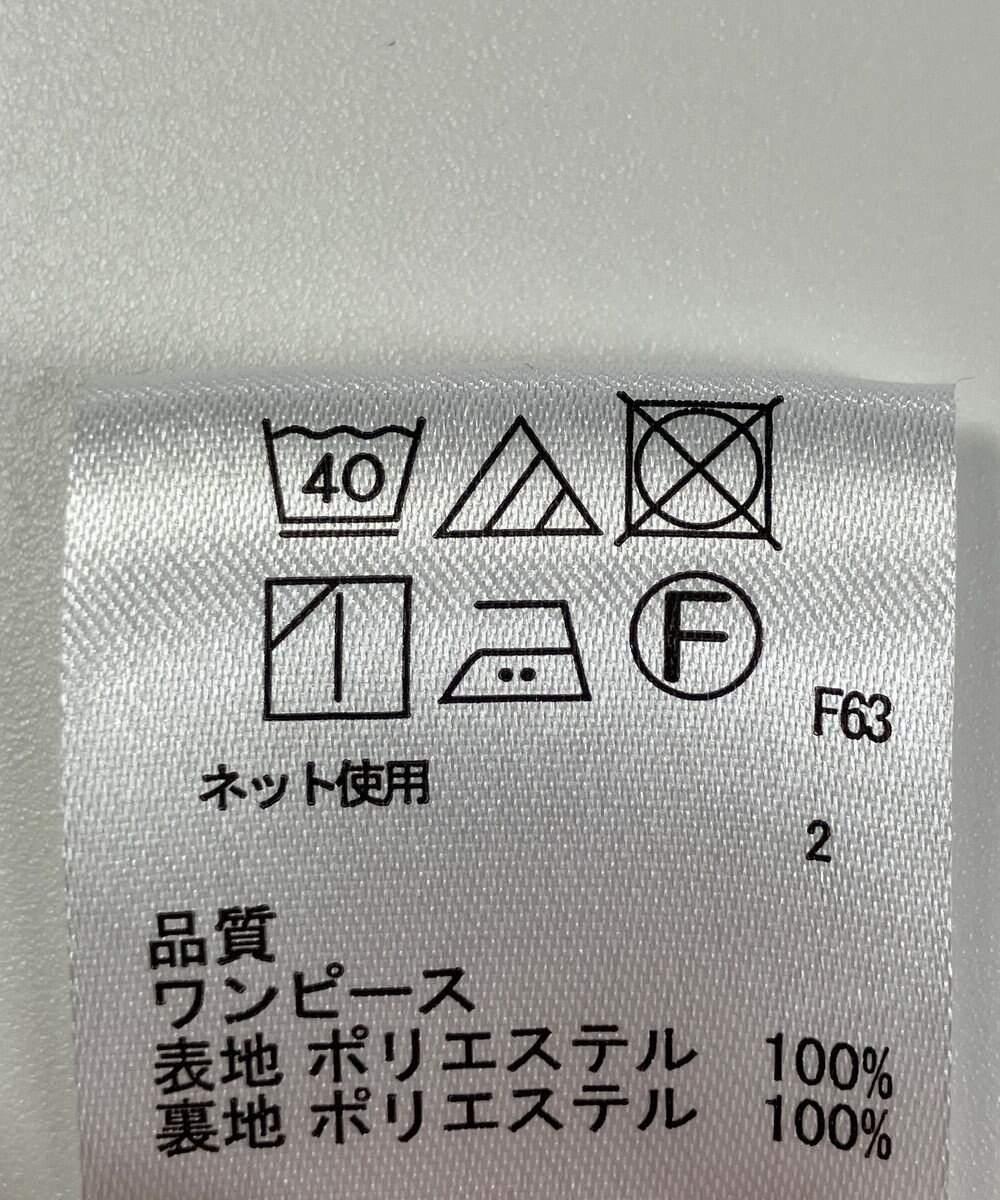 40
F
F63
ネット使用
2
品質
ワンピース
表地 ポリエステル 100%
裏地 ポリエステル 100%